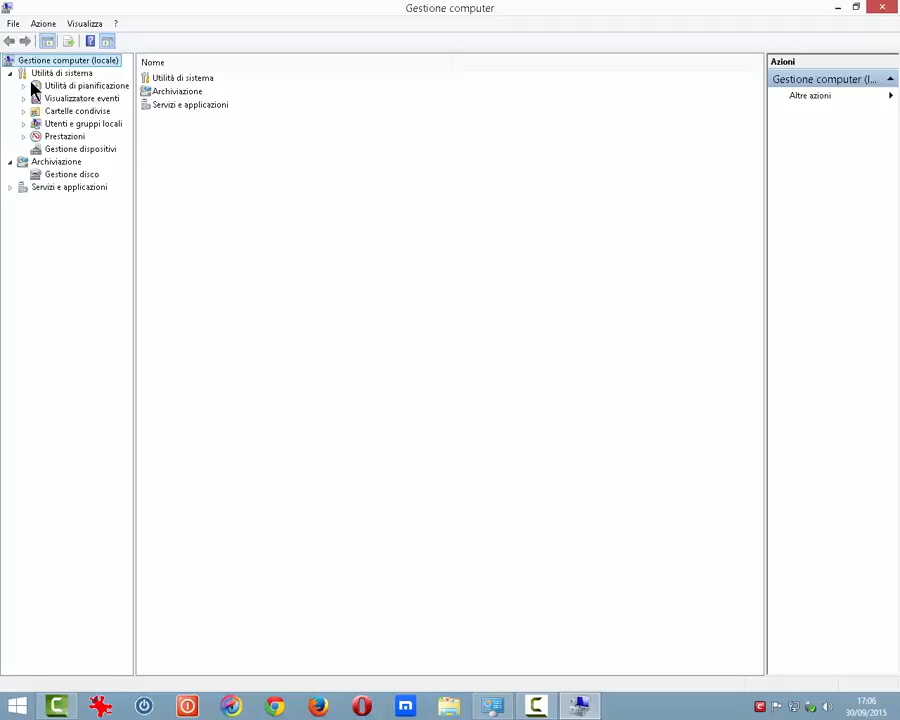 Gestione computer
File Azione Visualizza ?
Gestione computer (locale)
Utilità di sistema
Utilità di pianificazione
Visualizzatore eventi
Cartelle condivise
Utenti e gruppi locali
Prestazioni
Gestione dispositivi
Archiviazione
Gestione disco
Servizi e applicazioni
Nome
Utilità di sistema
Archiviazione
Servizi e applicazioni
Azioni
Gestione computer (l...
Altre azioni
17:06
30/09/2015